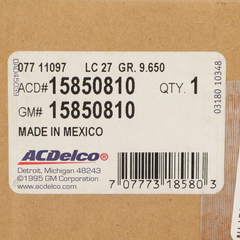 077 11097 LC 27 GR. 9.650
ACD# 15850810 QTY. 1
GM# 15850810
MADE IN MEXICO
ACDelco®
Detroit, Michigan 48243
©1995 GM Corporation
www.acdelco.com
7 07773 18580 3
03180 10348